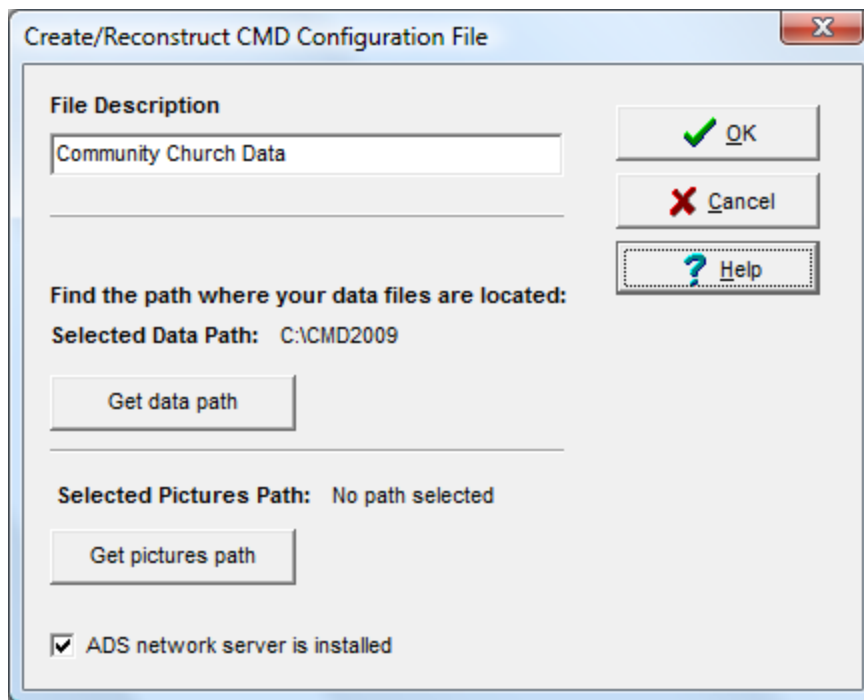 Create/Reconstruct CMD Configuration File
File Description
Community Church Data
OK
Cancel
Help
Find the path where your data files are located:
Selected Data Path: C:\CMD2009
Get data path
Selected Pictures Path: No path selected
Get pictures path
ADS network server is installed